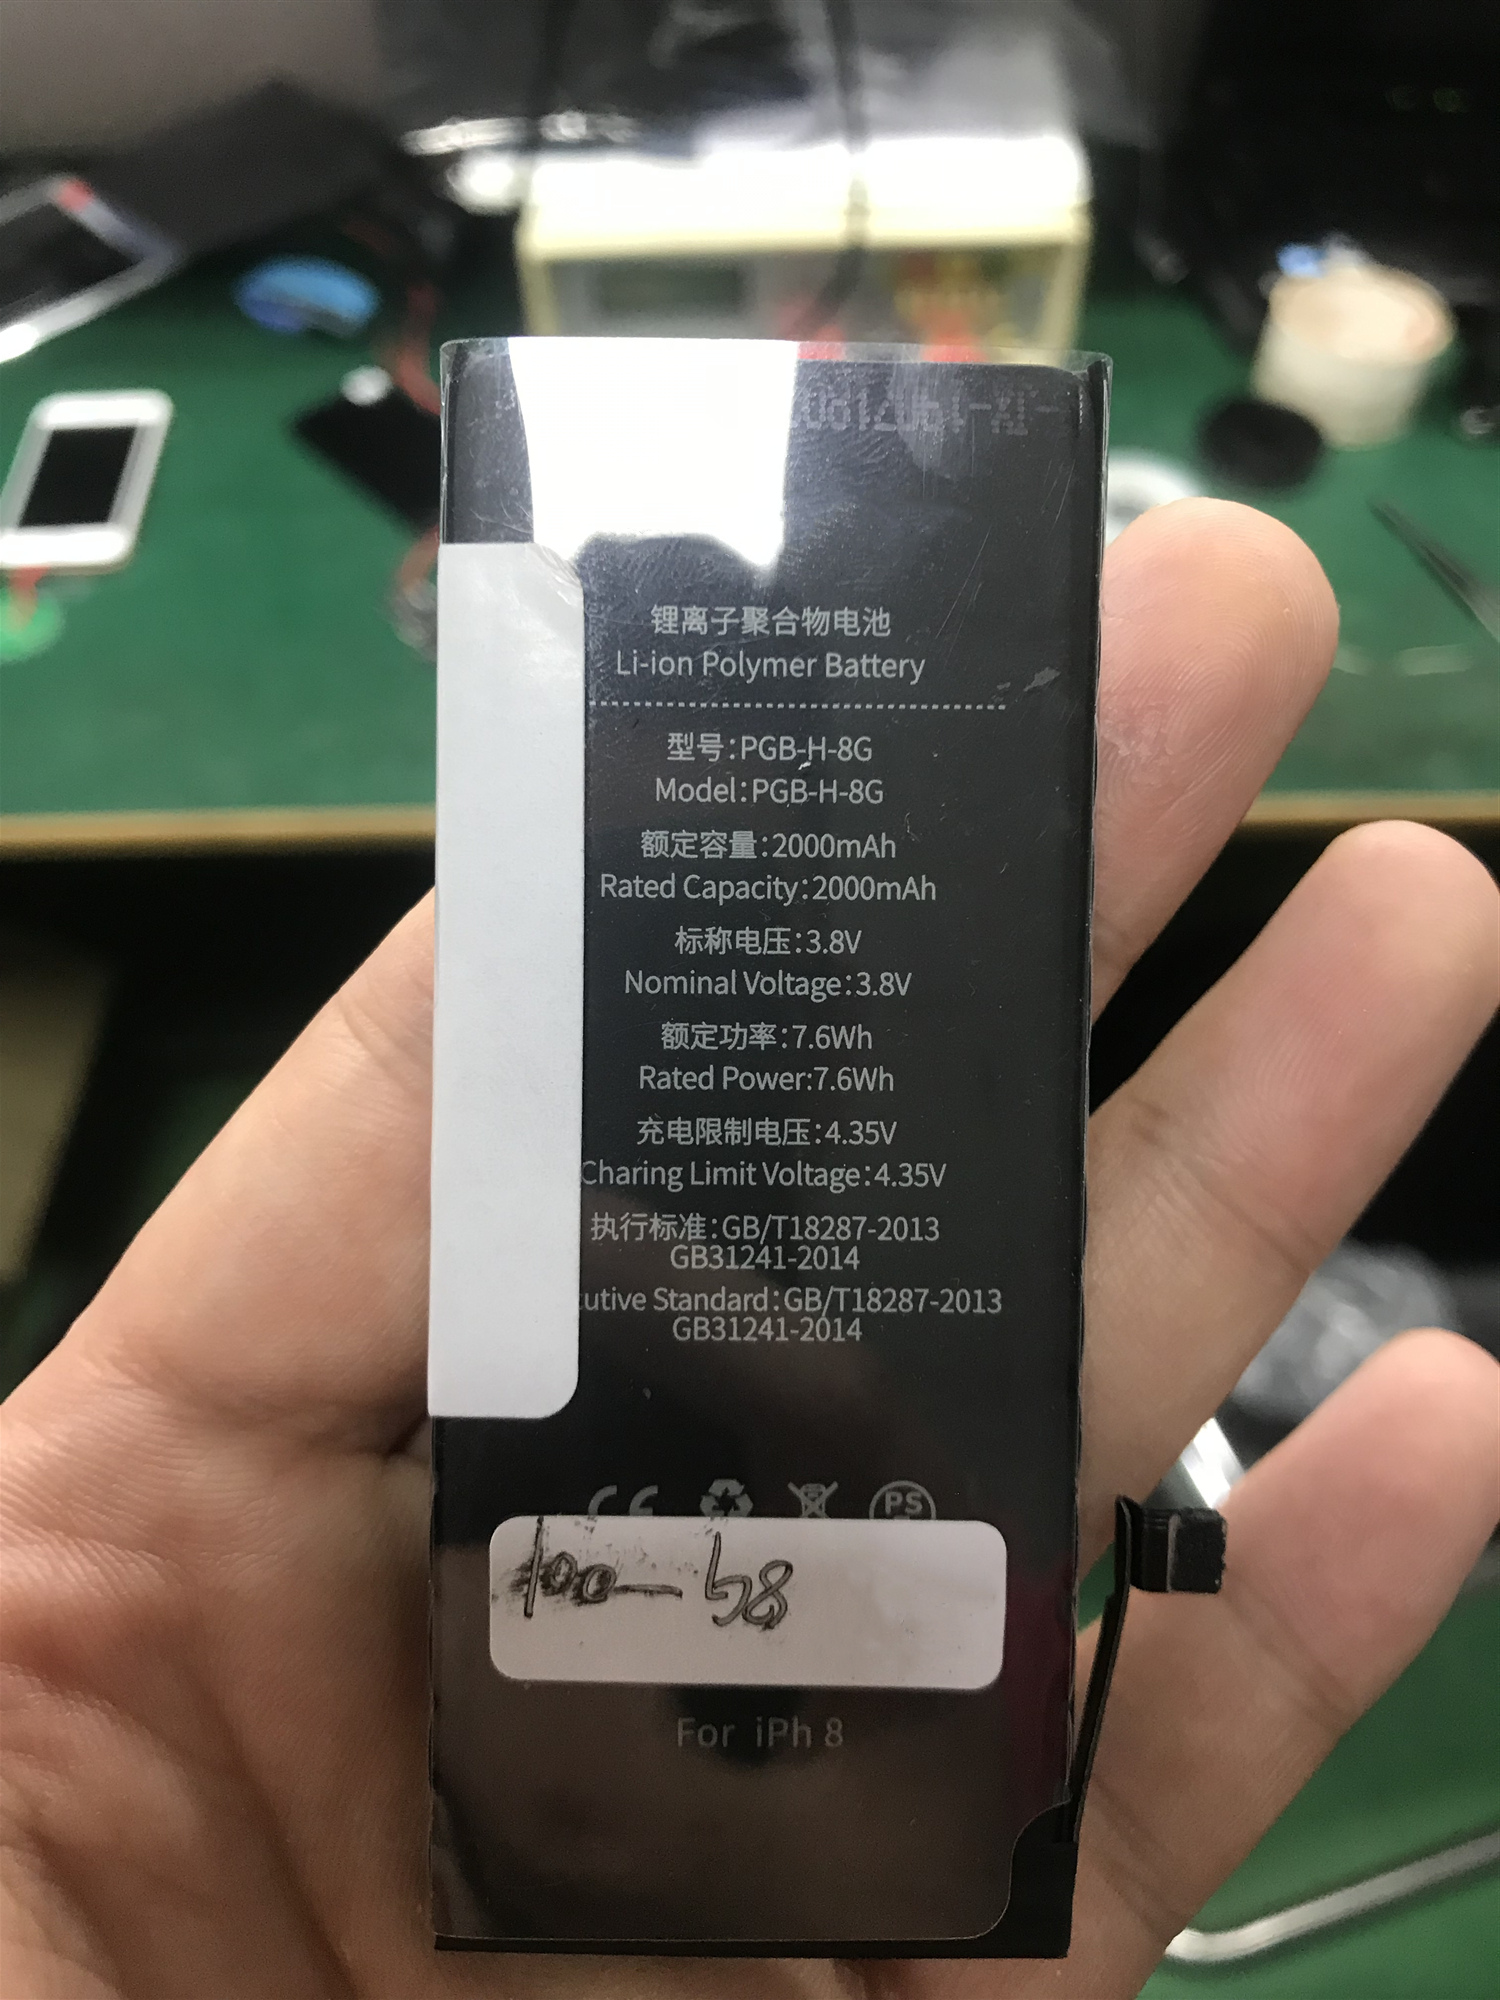 锂离子聚合物电池
Li-ion Polymer Battery
型号:PGB-H-8G
Model:PGB-H-8G
额定容量:2000mAh
Rated Capacity:2000mAh
标称电压:3.8V
Nominal Voltage:3.8V
额定功率:7.6Wh
Rated Power:7.6Wh
充电限制电压:4.35V
Charing Limit Voltage:4.35V
执行标准:GB/T18287-2013
GB31241-2014
cutive Standard:GB/T18287-2013
GB31241-2014
CE PS
For iPh 8